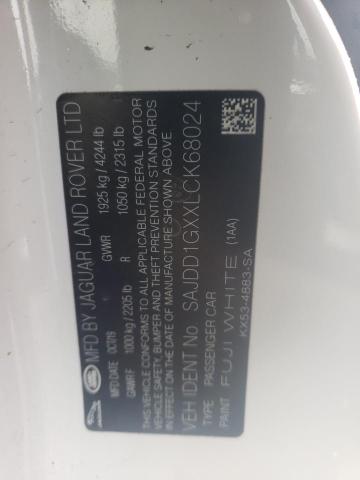 MFD BY JAGUAR LAND ROVER LTD
MFD DATE OCT/19 GVWR 1925 kg / 4244 lb
GAWR F 1000 kg / 2205 lb R 1050 kg / 2315 lb
THIS VEHICLE CONFORMS TO ALL APPLICABLE FEDERAL MOTOR
VEHICLE SAFETY, BUMPER AND THEFT PREVENTION STANDARDS
IN EFFECT ON THE DATE OF MANUFACTURE SHOWN ABOVE
VEH IDENT No SAJDD1GXXLCK68024
TYPE PASSENGER CAR
PAINT FUJI WHITE (1AA)
KX53-4683-SA